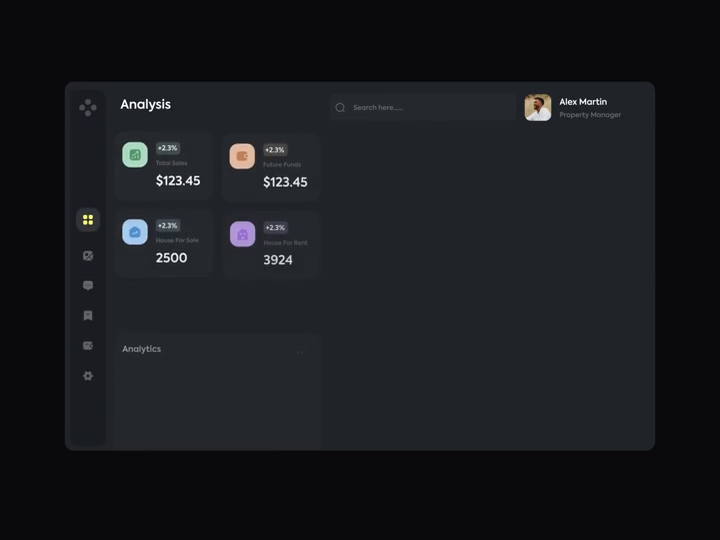 Analysis
Search here.....
Alex Martin
Property Manager
+2.3%
Total Sales
$123.45
+2.3%
Future Funds
$123.45
+2.3%
House For Sale
2500
+2.3%
House For Rent
3924
Analytics